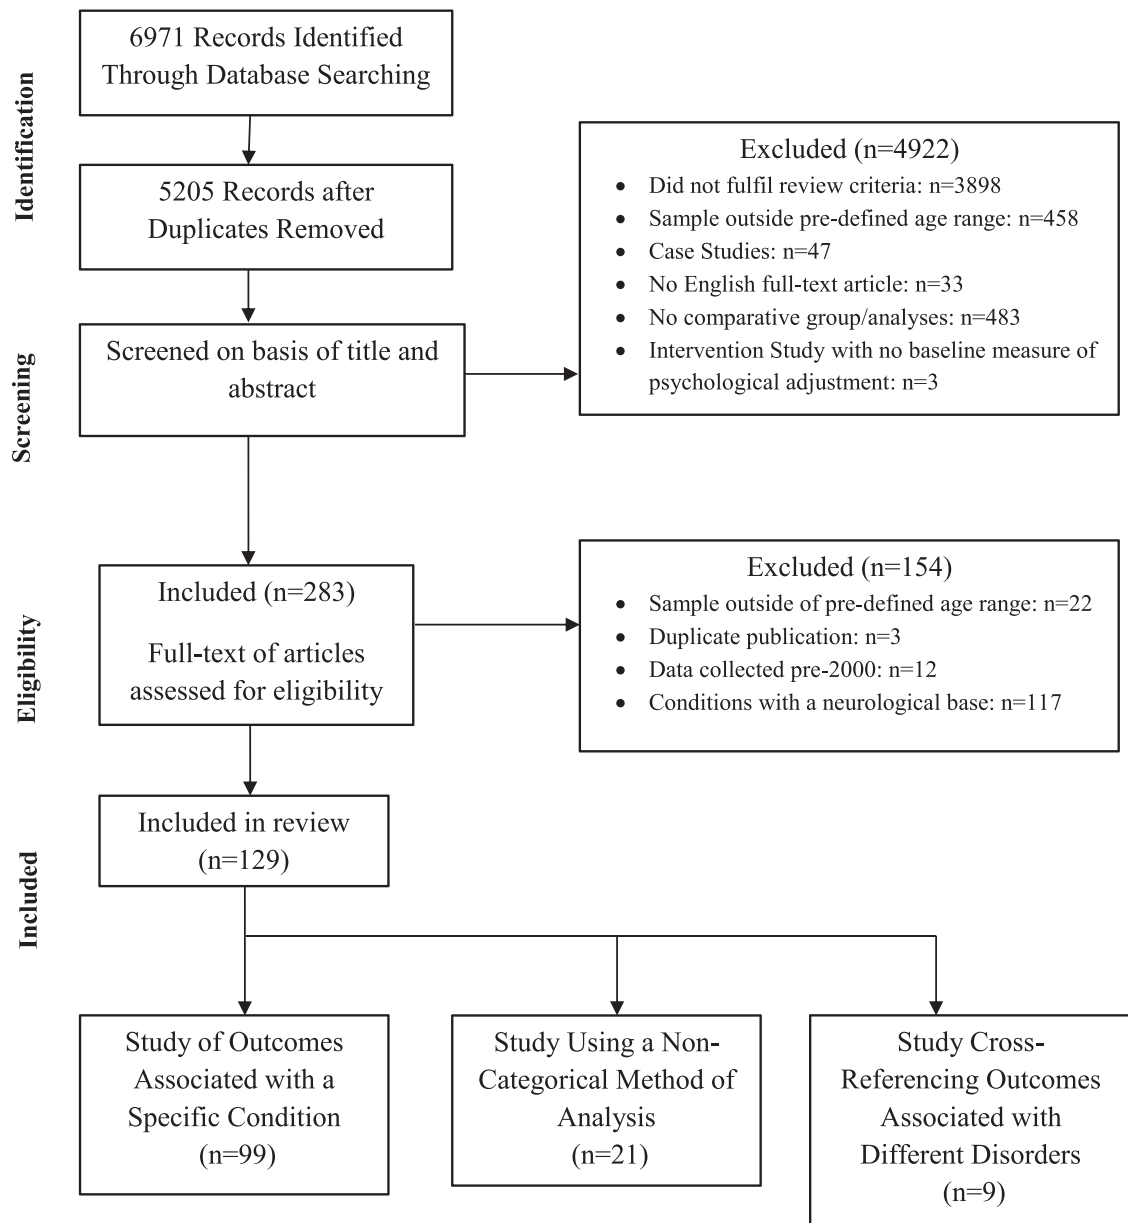 Identification
6971 Records Identified
Through Database Searching
5205 Records after
Duplicates Removed
Screening
Screened on basis of title and
abstract
Excluded (n=4922)
• Did not fulfil review criteria: n=3898
• Sample outside pre-defined age range: n=458
• Case Studies: n=47
• No English full-text article: n=33
• No comparative group/analyses: n=483
• Intervention Study with no baseline measure of
psychological adjustment: n=3
Eligibility
Included (n=283)
Full-text of articles
assessed for eligibility
Excluded (n=154)
• Sample outside of pre-defined age range: n=22
• Duplicate publication: n=3
• Data collected pre-2000: n=12
• Conditions with a neurological base: n=117
Included
Included in review
(n=129)
Study of Outcomes
Associated with a
Specific Condition
(n=99)
Study Using a Non-
Categorical Method of
Analysis
(n=21)
Study Cross-
Referencing Outcomes
Associated with
Different Disorders
(n=9)